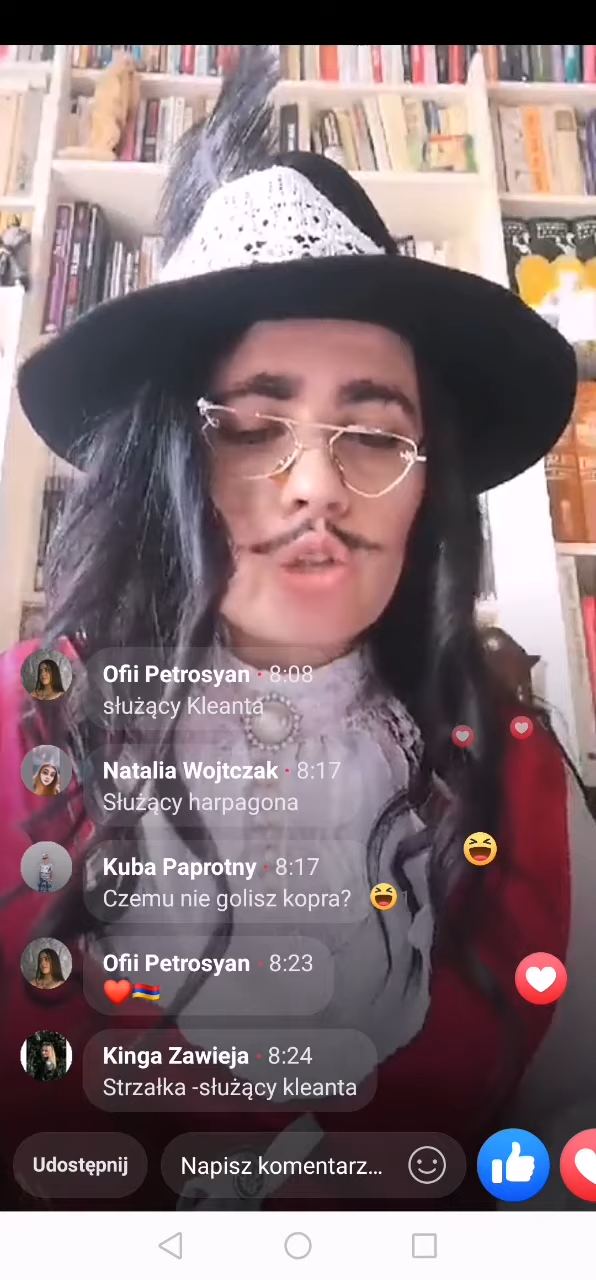 Ofii Petrosyan · 8:08
służący Kleanta
Natalia Wojtczak · 8:17
Służący harpagona
Kuba Paprotny · 8:17
Czemu nie golisz kopra? 😆 1
Ofii Petrosyan · 8:23
❤️🇦🇲
Kinga Zawieja · 8:24
Strzałka -służący kleanta
Udostępnij
Napisz komentarz...